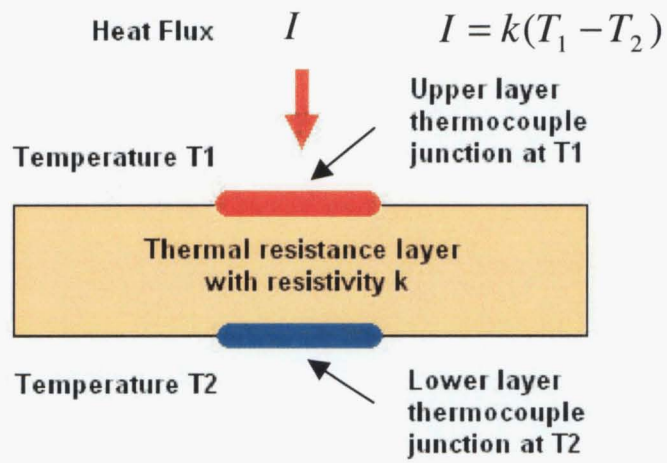 Heat Flux I I = k(T₁ − T₂)
Upper layer
thermocouple
junction at T1
Temperature T1
Thermal resistance layer
with resistivity k
Temperature T2
Lower layer
thermocouple
junction at T2